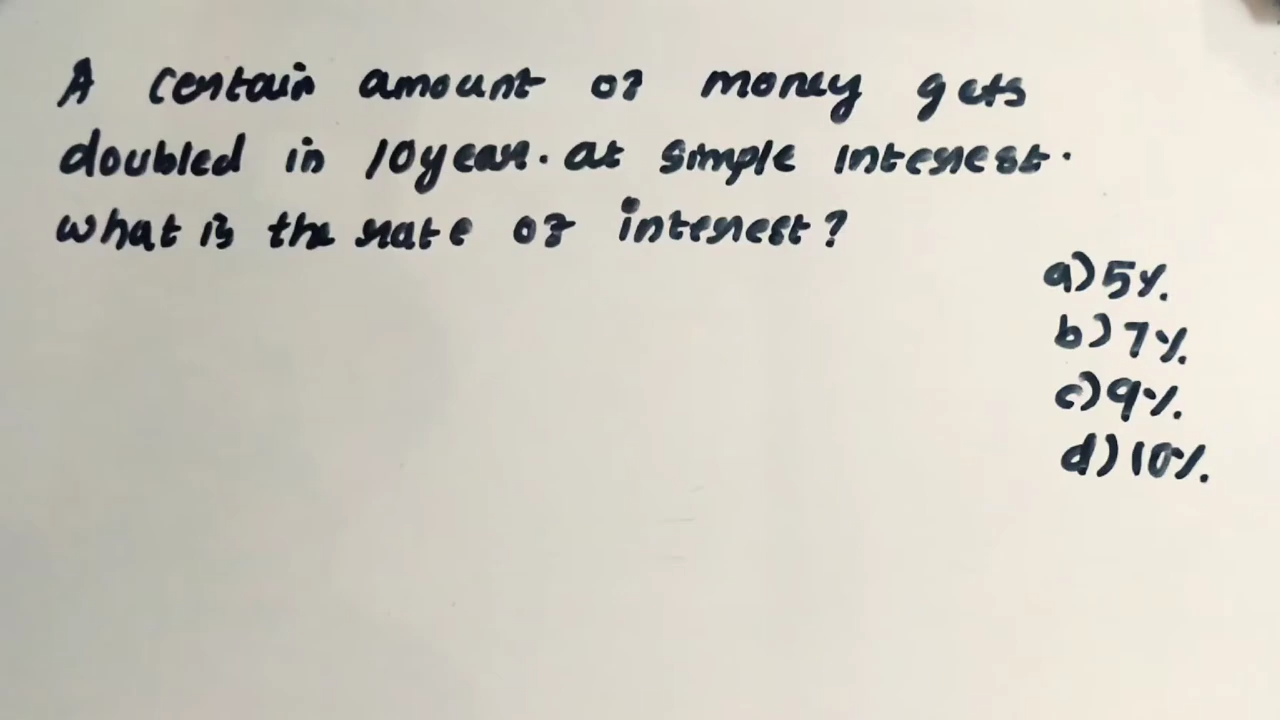 A certain amount of money gets
doubled in 10year. at simple interest.
what is the rate of interest?
a) 5%
b) 7%
c) 9%
d) 10%